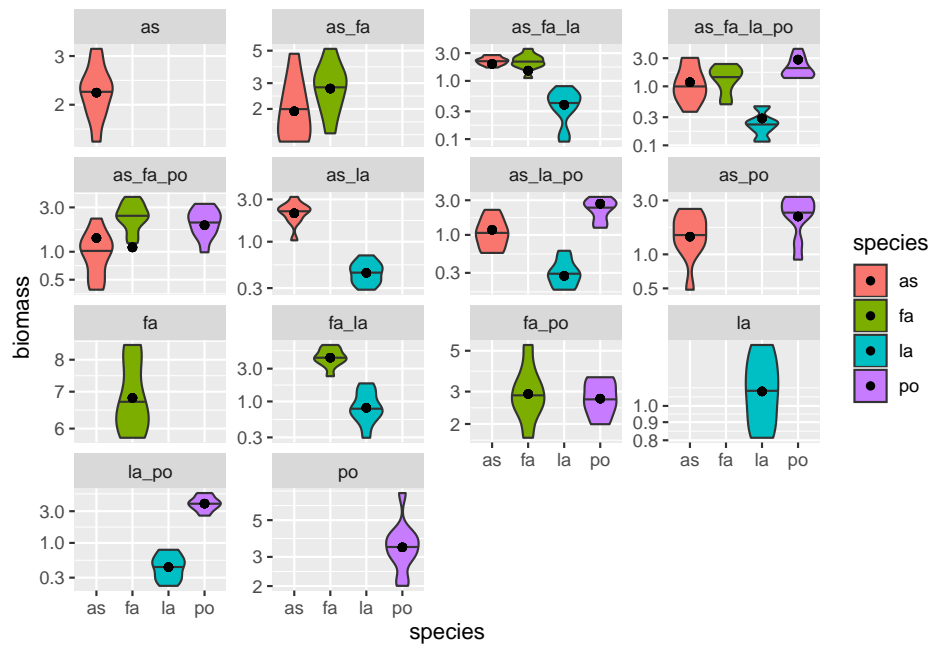 as as_fa as_fa_la as_fa_la_po
3 2
5 3 2
3.0 1.0 0.3 0.1
3.0 1.0 0.3 0.1
as_fa_po as_la as_la_po as_po
3.0 1.0 0.5
3.0 1.0 0.3
3.0 1.0 0.3
3.0 1.0 0.5
fa fa_la fa_po la
8 7 6
3.0 1.0 0.3
5 3 2
1.0 0.9 0.8
as fa la po
as fa la po
la_po po
3.0 1.0 0.3
5 3 2
as fa la po
as fa la po
species
biomass
species
as
fa
la
po